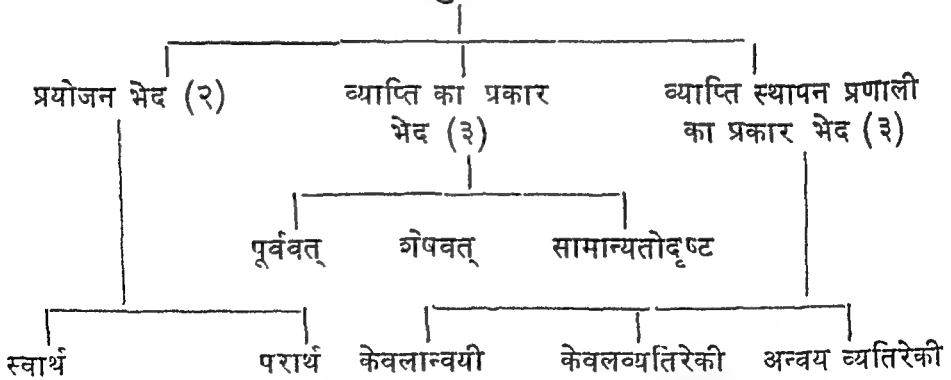 प्रयोजन भेद (२) व्याप्ति का प्रकार व्याप्ति स्थापन प्रणाली
भेद (३) का प्रकार भेद (३)
पूर्ववत् शेषवत् सामान्यतोदृष्ट
स्वार्थ परार्थ केवलान्वयी केवलव्यतिरेकी अन्वय व्यतिरेकी